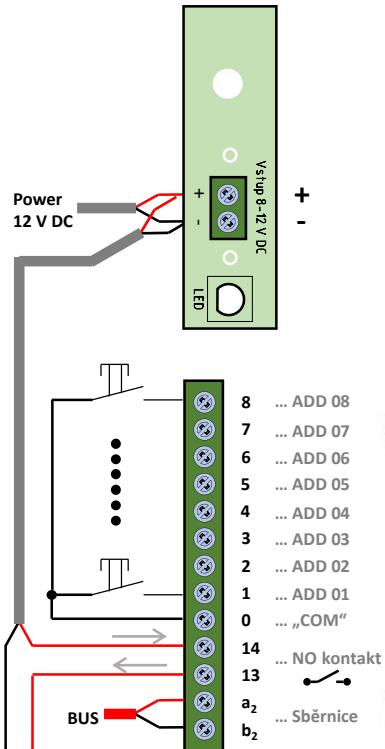 Vstup 8-12 V DC
+
-
LED
Power
12 V DC
+
-
8 ... ADD 08
7 ... ADD 07
6 ... ADD 06
5 ... ADD 05
4 ... ADD 04
3 ... ADD 03
2 ... ADD 02
1 ... ADD 01
0 ... „COM“
14
... NO kontakt
13
BUS
a2
... Sběrnice
b2